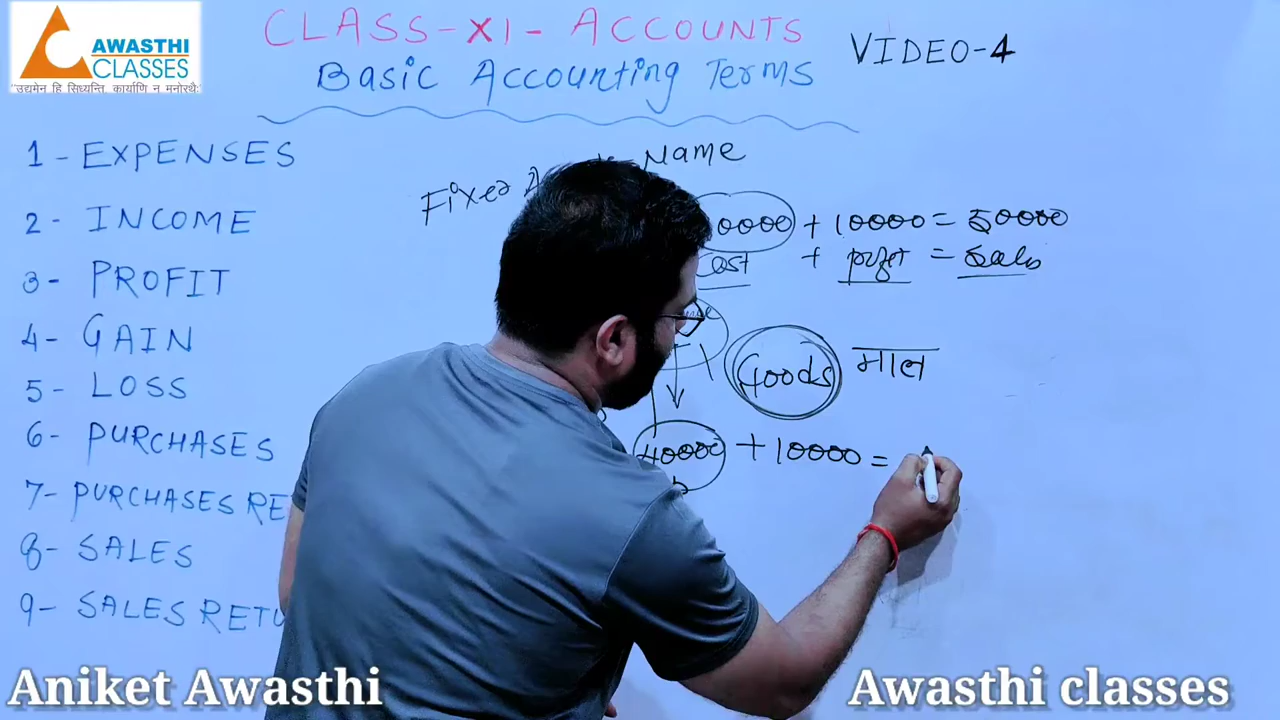 AWASTHI
CLASSES
"उद्यमेन हि सिध्यन्ति, कार्याणि न मनोरथैः"
CLASS-XI- ACCOUNTS
Basic Accounting Terms
VIDEO-4
1 - EXPENSES
2- INCOME
3- PROFIT
4- GAIN
5- LOSS
6- PURCHASES
7- PURCHASES RE
8- SALES
9- SALES RETU
Name
Fixed
0000 + 10000 = 50000
Cost + profit = Sales
Goods माल
40000 + 10000 =
Aniket Awasthi
Awasthi classes